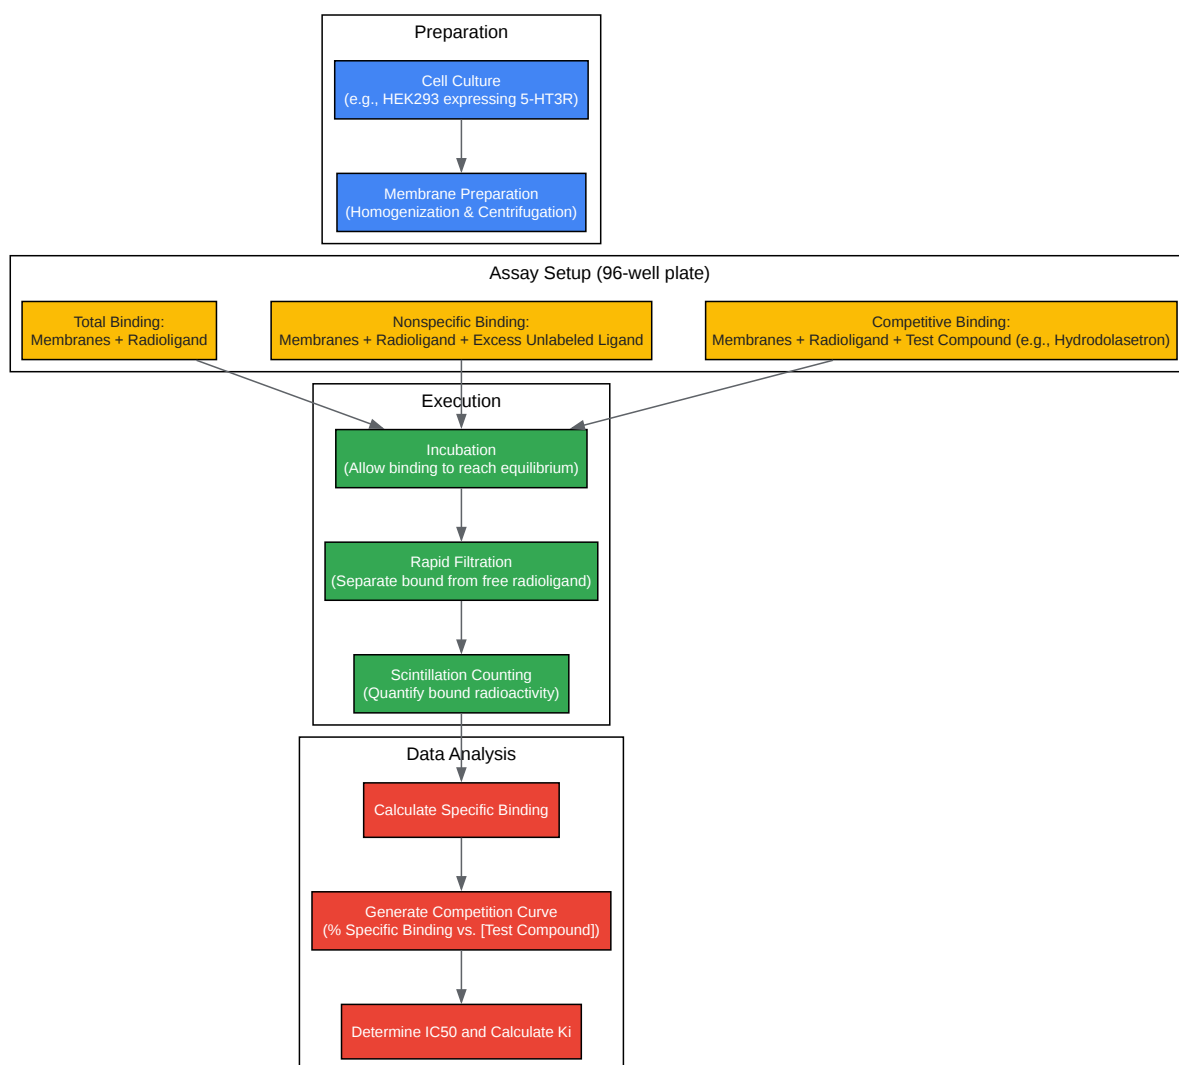 Preparation
Cell Culture
(e.g., HEK293 expressing 5-HT3R)
Membrane Preparation
(Homogenization & Centrifugation)
Assay Setup (96-well plate)
Total Binding:
Membranes + Radioligand
Nonspecific Binding:
Membranes + Radioligand + Excess Unlabeled Ligand
Competitive Binding:
Membranes + Radioligand + Test Compound (e.g., Hydrodolasetron)
Execution
Incubation
(Allow binding to reach equilibrium)
Rapid Filtration
(Separate bound from free radioligand)
Scintillation Counting
(Quantify bound radioactivity)
Data Analysis
Calculate Specific Binding
Generate Competition Curve
(% Specific Binding vs. [Test Compound])
Determine IC50 and Calculate Ki